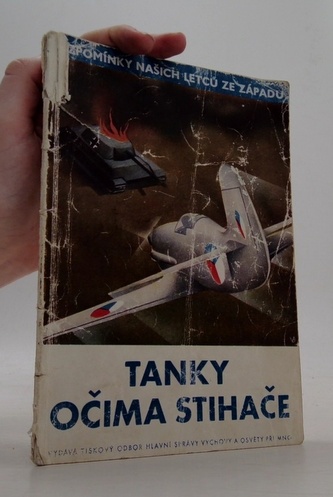 VZPOMÍNKY NAŠICH LETCŮ ZE ZÁPADU
TANKY
OČIMA STIHAČE
VYDÁVÁ TISKOVÝ ODBOR HLAVNÍ SPRÁVY VÝCHOVY A OSVĚTY PŘI MNO